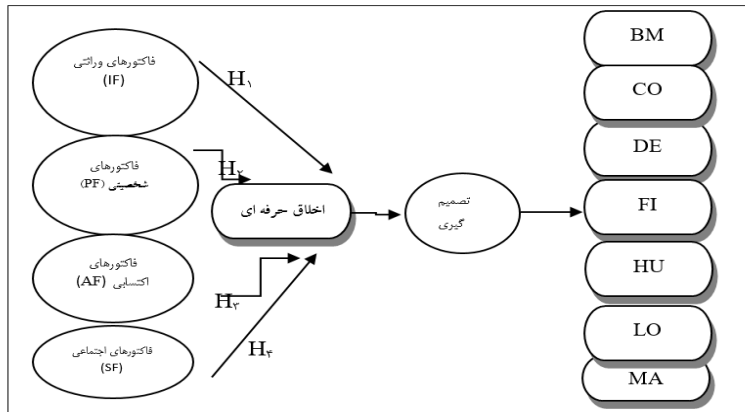 فاکتورهای وراثتی
(IF)
H۱
فاکتورهای
شخصیتی (PF)
H۲
فاکتورهای
اکتسابی (AF)
H۳
فاکتورهای اجتماعی
(SF)
H۴
اخلاق حرفه ای
تصمیم
گیری
BM
CO
DE
FI
HU
LO
MA